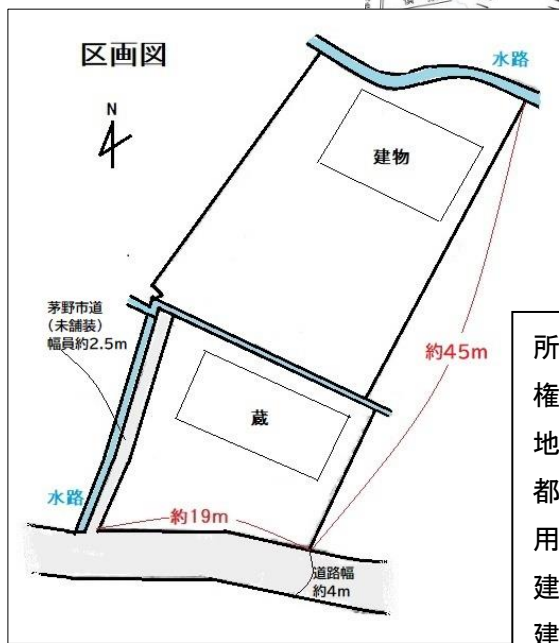 区画図
N
水路
建物
茅野市道
(未舗装)
幅員約2.5m
約45m
蔵
水路
約19m
道路幅
約4m
所
権
地
都
用
建
建